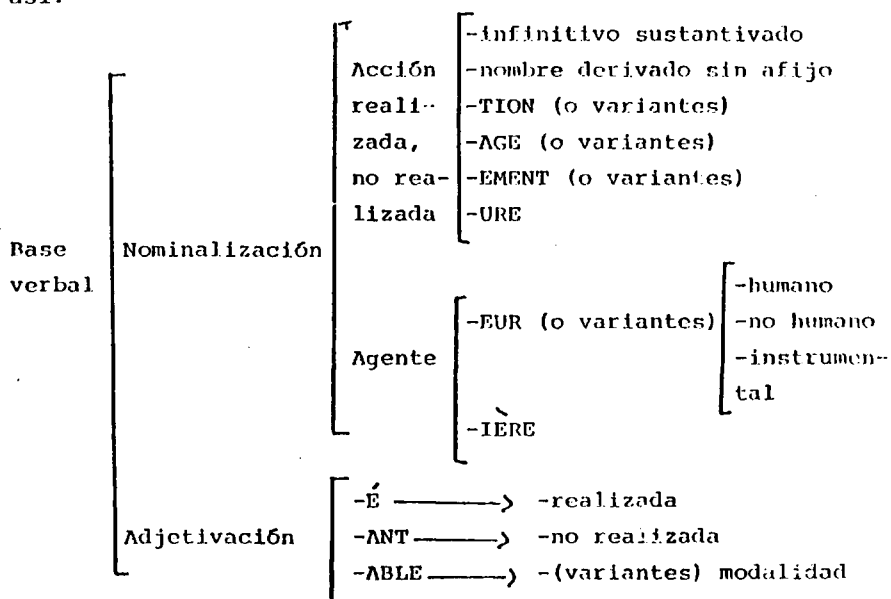 así:
-infinitivo sustantivado
Acción -nombre derivado sin afijo
reali- -TION (o variantes)
zada, -AGE (o variantes)
no rea- -EMENT (o variantes)
lizada -URE
Base verbal
Nominalización
Agente
-EUR (o variantes)
-humano
-no humano
-instrumen-
tal
-IÈRE
Adjetivación
-É -realizada
-ANT -no realizada
-ABLE -(variantes) modalidad